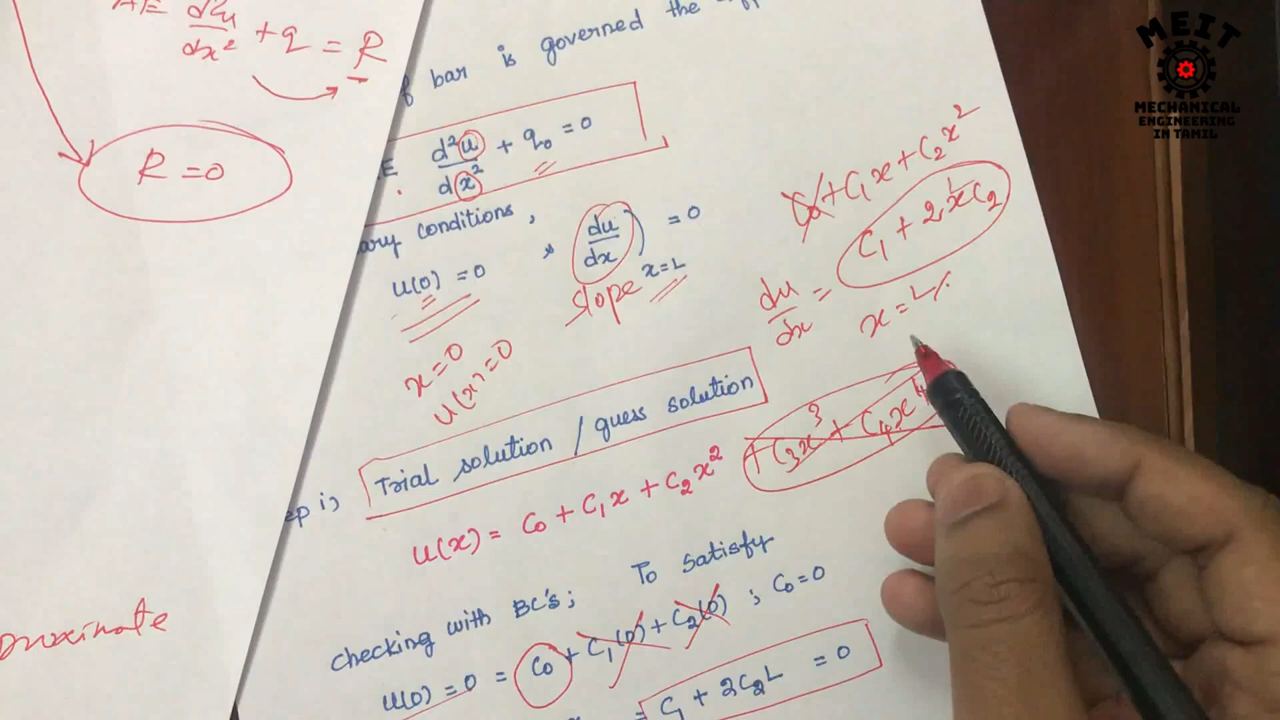 d²u/dx² + q = R
R = 0
bar is governed the
d²u/dx² + q₀ = 0
conditions,
u(0) = 0 du/dx) x=L = 0
slope
x = 0
u(x) = 0
C₀ + C₁x + C₂x²
du/dx = C₁ + 2xC₂
x = L
Trial solution / guess solution
u(x) = C₀ + C₁x + C₂x² + C₃x³ + C₄x⁴
checking with BC's; To satisfy
u(0) = 0 = C₀ + C₁(0) + C₂(0) ; C₀ = 0
= C₁ + 2C₂L = 0
MEIT
MECHANICAL
ENGINEERING
IN TAMIL